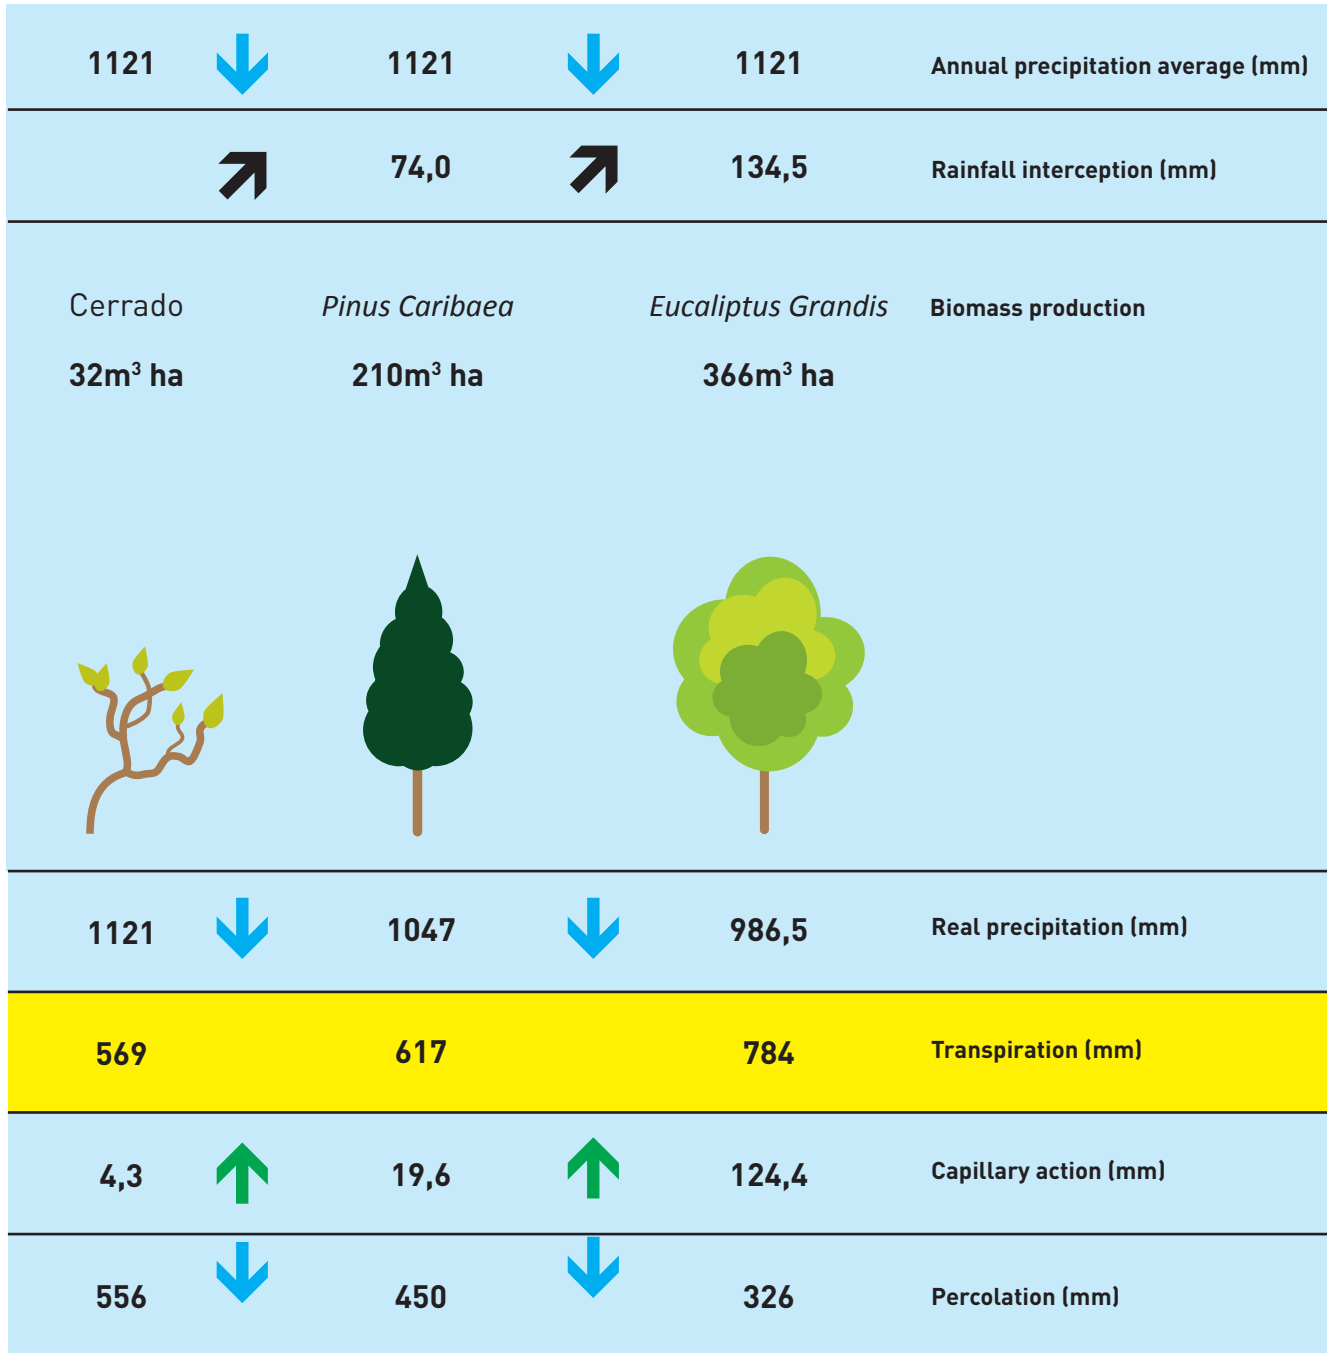 1121 1121 1121 Annual precipitation average (mm)
74,0 134,5 Rainfall interception (mm)
Cerrado Pinus Caribaea Eucaliptus Grandis Biomass production
32m³ ha 210m³ ha 366m³ ha
1121 1047 986,5 Real precipitation (mm)
569 617 784 Transpiration (mm)
4,3 19,6 124,4 Capillary action (mm)
556 450 326 Percolation (mm)